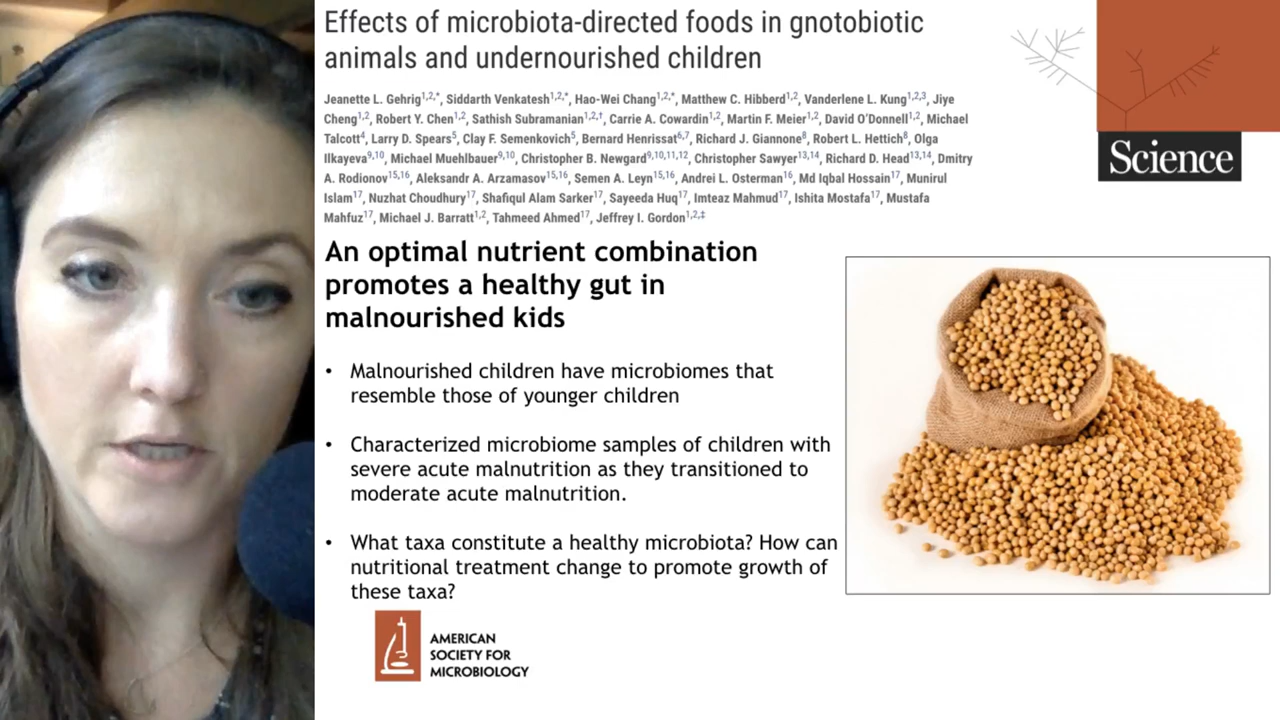 Effects of microbiota-directed foods in gnotobiotic
animals and undernourished children
Jeanette L. Gehrig1,2,*, Siddarth Venkatesh1,2,*, Hao-Wei Chang1,2,*, Matthew C. Hibberd1,2, Vanderlene L. Kung1,2,3, Jiye
Cheng1,2, Robert Y. Chen1,2, Sathish Subramanian1,2,†, Carrie A. Cowardin1,2, Martin F. Meier1,2, David O'Donnell1,2, Michael
Talcott4, Larry D. Spears5, Clay F. Semenkovich5, Bernard Henrissat6,7, Richard J. Giannone8, Robert L. Hettich8, Olga
Ilkayeva9,10, Michael Muehlbauer9,10, Christopher B. Newgard9,10,11,12, Christopher Sawyer13,14, Richard D. Head13,14, Dmitry
A. Rodionov15,16, Aleksandr A. Arzamasov15,16, Semen A. Leyn15,16, Andrei L. Osterman16, Md Iqbal Hossain17, Munirul
Islam17, Nuzhat Choudhury17, Shafiqul Alam Sarker17, Sayeeda Huq17, Imteaz Mahmud17, Ishita Mostafa17, Mustafa
Mahfuz17, Michael J. Barratt1,2, Tahmeed Ahmed17, Jeffrey I. Gordon1,2,‡
Science
An optimal nutrient combination
promotes a healthy gut in
malnourished kids
• Malnourished children have microbiomes that
resemble those of younger children
• Characterized microbiome samples of children with
severe acute malnutrition as they transitioned to
moderate acute malnutrition.
• What taxa constitute a healthy microbiota? How can
nutritional treatment change to promote growth of
these taxa?
AMERICAN
SOCIETY FOR
MICROBIOLOGY